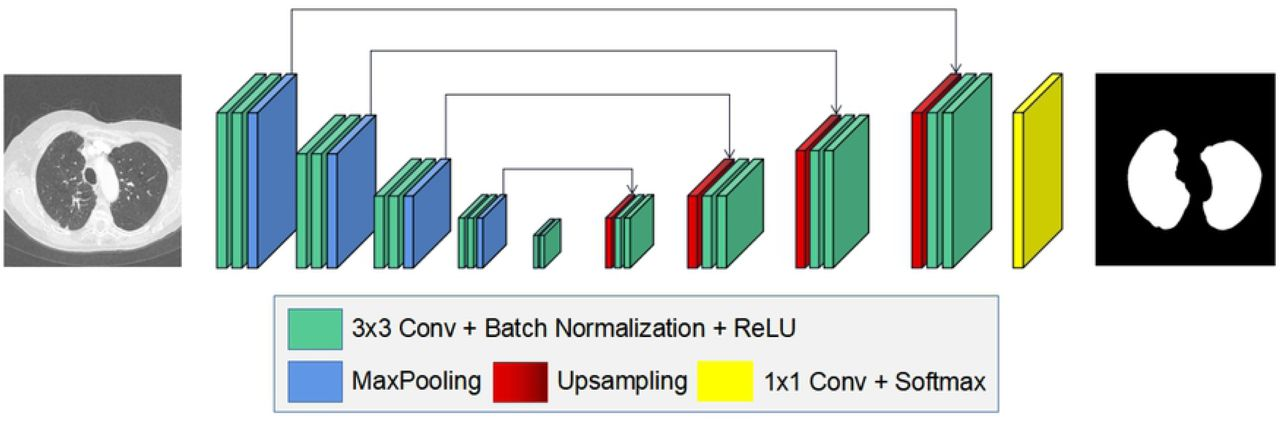 3x3 Conv + Batch Normalization + ReLU
MaxPooling Upsampling 1x1 Conv + Softmax